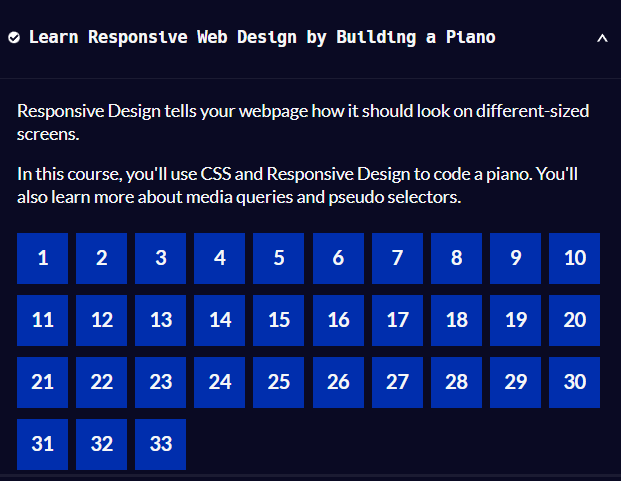 Learn Responsive Web Design by Building a Piano
Responsive Design tells your webpage how it should look on different-sized
screens.
In this course, you'll use CSS and Responsive Design to code a piano. You'll
also learn more about media queries and pseudo selectors.
1 2 3 4 5 6 7 8 9 10
11 12 13 14 15 16 17 18 19 20
21 22 23 24 25 26 27 28 29 30
31 32 33